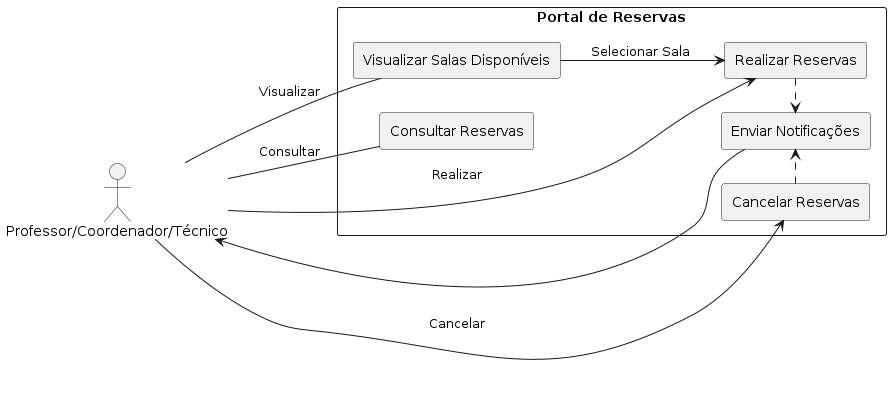 Portal de Reservas
Visualizar Salas Disponíveis
Selecionar Sala
Realizar Reservas
Visualizar
Consultar Reservas
Enviar Notificações
Consultar
Realizar
Cancelar Reservas
Professor/Coordenador/Técnico
Cancelar